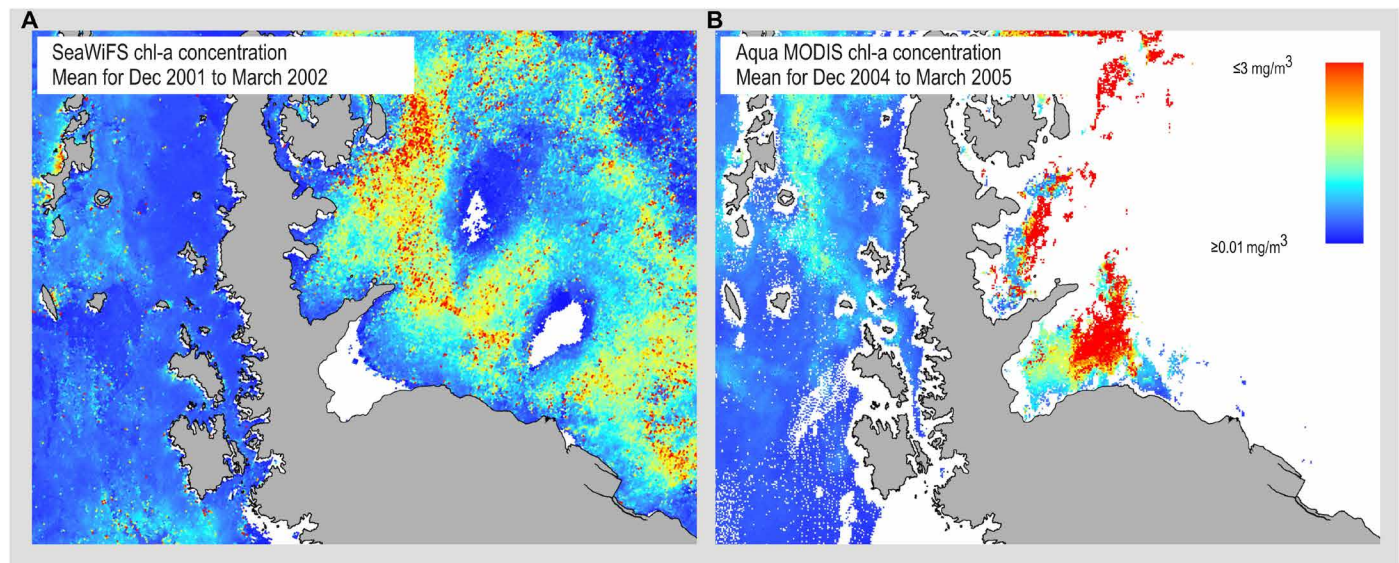 A
SeaWiFS chl-a concentration
Mean for Dec 2001 to March 2002
B
Aqua MODIS chl-a concentration
Mean for Dec 2004 to March 2005
≤3 mg/m³
≥0.01 mg/m³